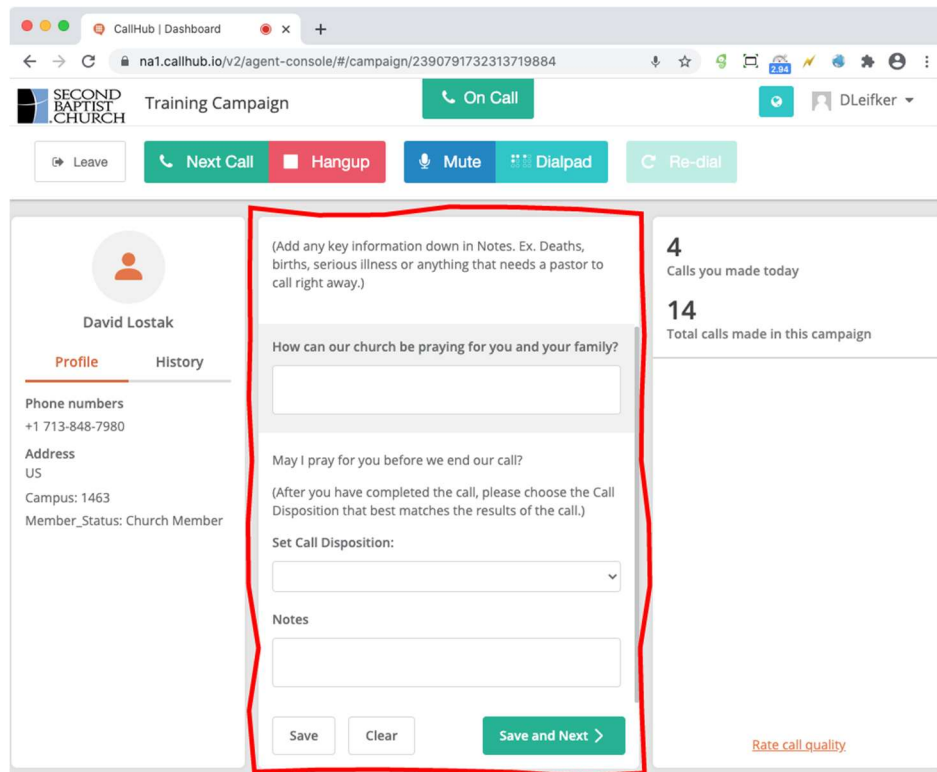 CallHub | Dashboard
na1.callhub.io/v2/agent-console/#/campaign/2390791732313719884
2.94
SECOND
BAPTIST
.CHURCH
Training Campaign
On Call
DLeifker
Leave
Next Call
Hangup
Mute
Dialpad
Re-dial
David Lostak
Profile History
Phone numbers
+1 713-848-7980
Address
US
Campus: 1463
Member_Status: Church Member
(Add any key information down in Notes. Ex. Deaths,
births, serious illness or anything that needs a pastor to
call right away.)
How can our church be praying for you and your family?
May I pray for you before we end our call?
(After you have completed the call, please choose the Call
Disposition that best matches the results of the call.)
Set Call Disposition:
Notes
Save
Clear
Save and Next
4
Calls you made today
14
Total calls made in this campaign
Rate call quality